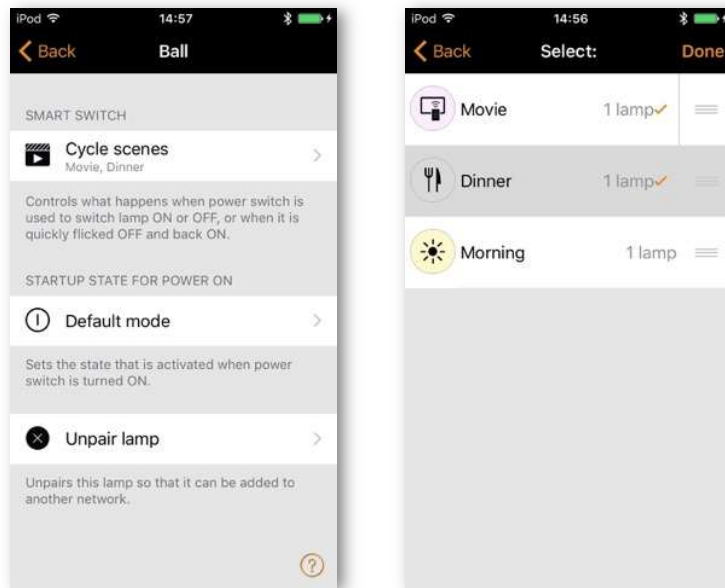 iPod 14:57
Back Ball
SMART SWITCH
Cycle scenes
Movie, Dinner
Controls what happens when power switch is
used to switch lamp ON or OFF, or when it is
quickly flicked OFF and back ON.
STARTUP STATE FOR POWER ON
Default mode
Sets the state that is activated when power
switch is turned ON.
Unpair lamp
Unpairs this lamp so that it can be added to
another network.
?
iPod 14:56
Back Select: Done
Movie 1 lamp
Dinner 1 lamp
Morning 1 lamp